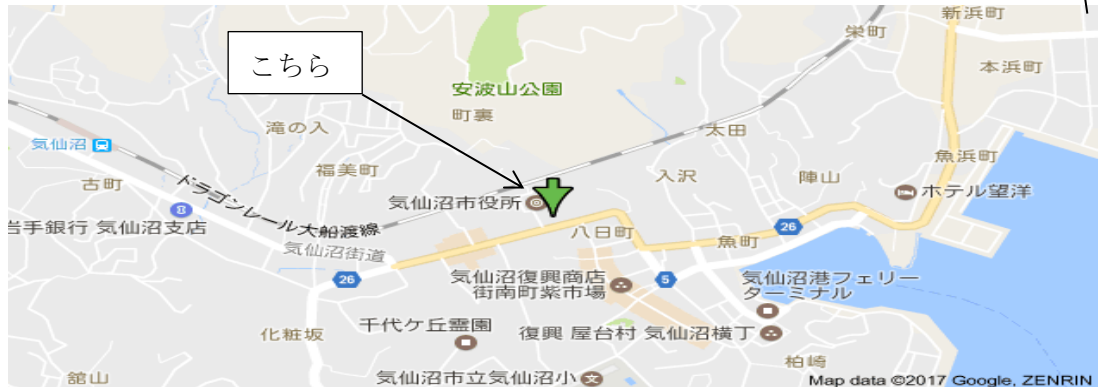 新浜町
栄町
こちら
本浜町
安波山公園
町裏
滝の入
太田
気仙沼
魚浜町
福美町
入沢
陣山
古町
ドラゴンレール大船渡線
気仙沼市役所
ホテル望洋
岩手銀行 気仙沼支店
気仙沼街道
八日町
26
魚町
26
気仙沼復興商店
街南町紫市場
5
気仙沼港フェリー
ターミナル
千代ケ丘霊園
復興 屋台村 気仙沼横丁
化粧坂
柏崎
舘山
気仙沼市立気仙沼小
文
Map data ©2017 Google, ZENRIN